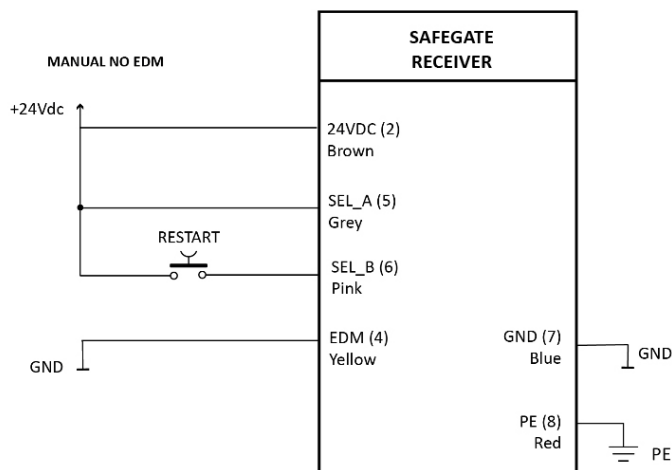 SAFEGATE
RECEIVER
MANUAL NO EDM
+24Vdc
24VDC (2)
Brown
SEL_A (5)
Grey
RESTART
SEL_B (6)
Pink
EDM (4)
Yellow
GND
GND (7)
Blue
GND
PE (8)
Red
PE